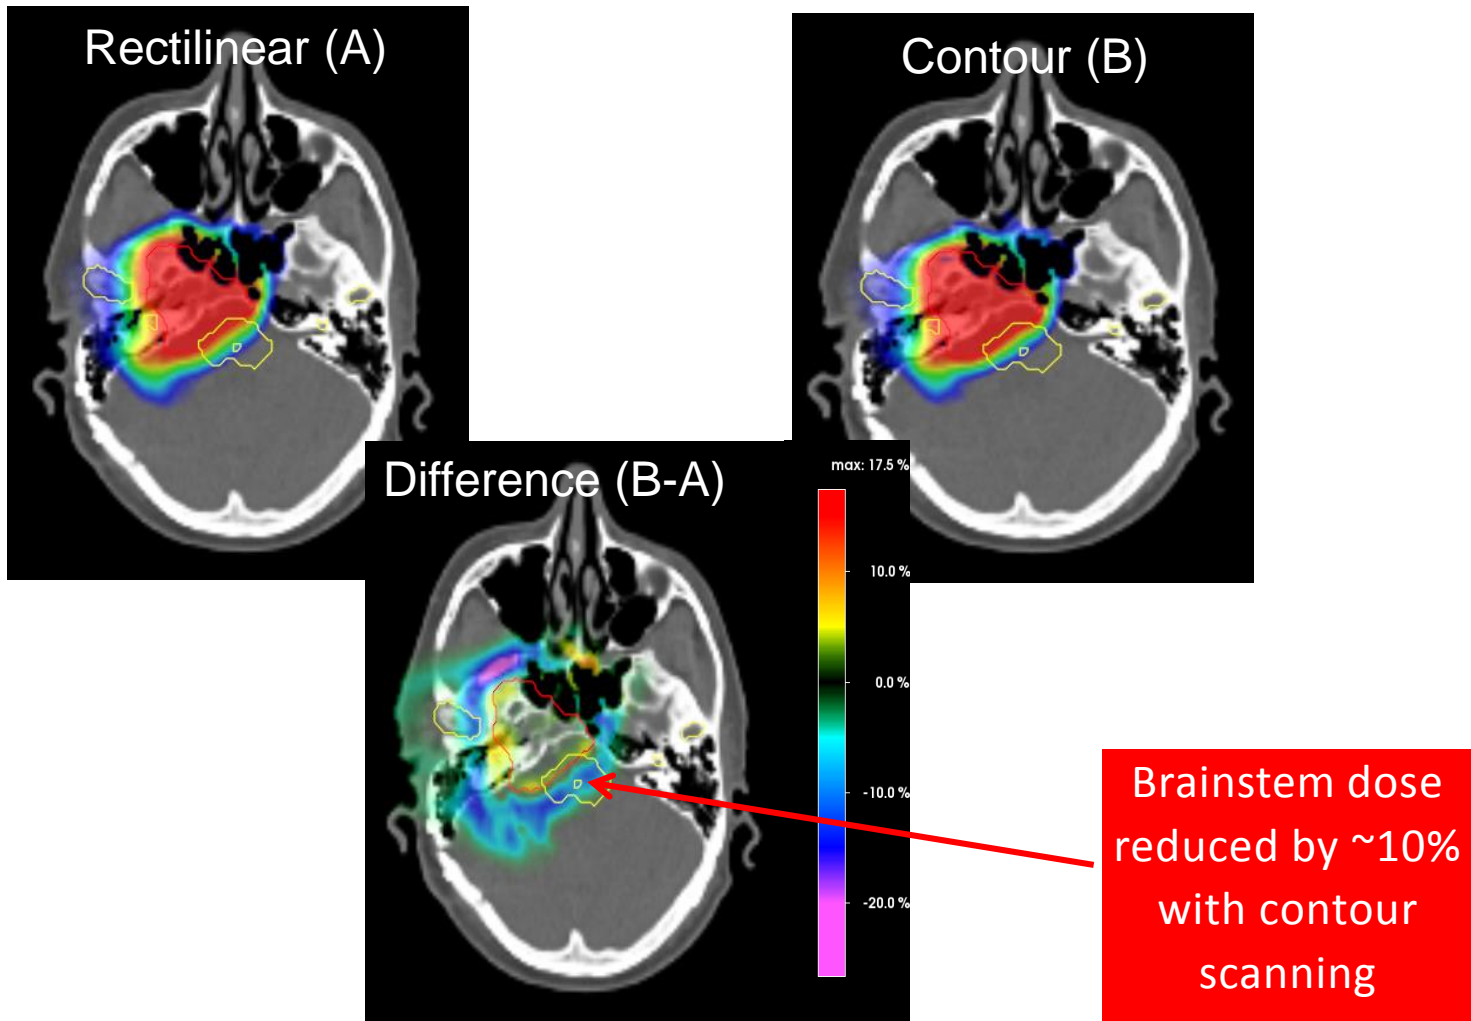 Rectilinear (A)
Contour (B)
Difference (B-A)
max: 17.5 %
10.0 %
0.0 %
-10.0 %
-20.0 %
Brainstem dose
reduced by ~10%
with contour
scanning